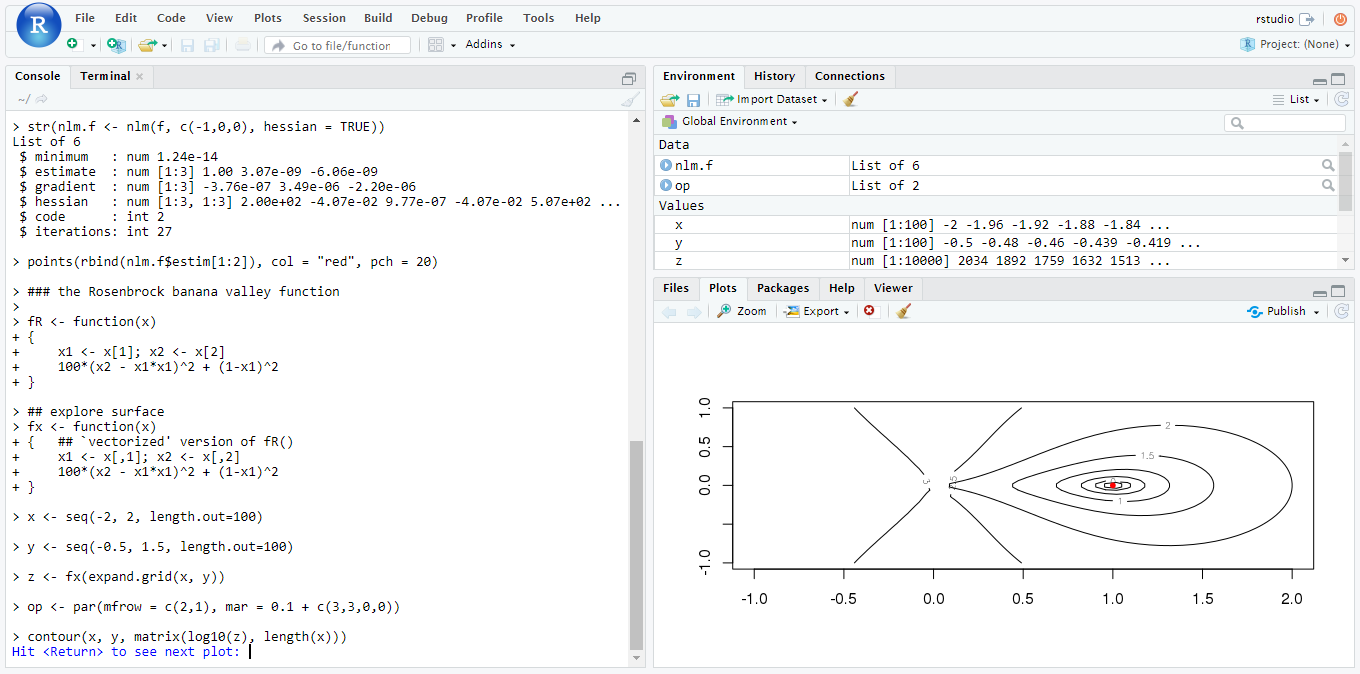 R
File Edit Code View Plots Session Build Debug Profile Tools Help
rstudio
Go to file/function
Addins
Project: (None)
Console Terminal
~/
> str(nlm.f <- nlm(f, c(-1,0,0), hessian = TRUE))
List of 6
 $ minimum   : num 1.24e-14
 $ estimate  : num [1:3] 1.00 3.07e-09 -6.06e-09
 $ gradient  : num [1:3] -3.76e-07 3.49e-06 -2.20e-06
 $ hessian   : num [1:3, 1:3] 2.00e+02 -4.07e-02 9.77e-07 -4.07e-02 5.07e+02 ...
 $ code      : int 2
 $ iterations: int 27
> points(rbind(nlm.f$estim[1:2]), col = "red", pch = 20)
> ### the Rosenbrock banana valley function
>
> fR <- function(x)
+ {
+     x1 <- x[1]; x2 <- x[2]
+     100*(x2 - x1*x1)^2 + (1-x1)^2
+ }
> ## explore surface
> fx <- function(x)
+ {   ## `vectorized' version of fR()
+     x1 <- x[,1]; x2 <- x[,2]
+     100*(x2 - x1*x1)^2 + (1-x1)^2
+ }
> x <- seq(-2, 2, length.out=100)
> y <- seq(-0.5, 1.5, length.out=100)
> z <- fx(expand.grid(x, y))
> op <- par(mfrow = c(2,1), mar = 0.1 + c(3,3,0,0))
> contour(x, y, matrix(log10(z), length(x)))
Hit <Return> to see next plot:
Environment History Connections
Import Dataset
List
Global Environment
Data
nlm.f List of 6
op List of 2
Values
x num [1:100] -2 -1.96 -1.92 -1.88 -1.84 ...
y num [1:100] -0.5 -0.48 -0.46 -0.439 -0.419 ...
z num [1:10000] 2034 1892 1759 1632 1513 ...
Files Plots Packages Help Viewer
Zoom Export
Publish
1.0
0.5
0.0
-1.0
2
1.5
3
1
-1.0 -0.5 0.0 0.5 1.0 1.5 2.0